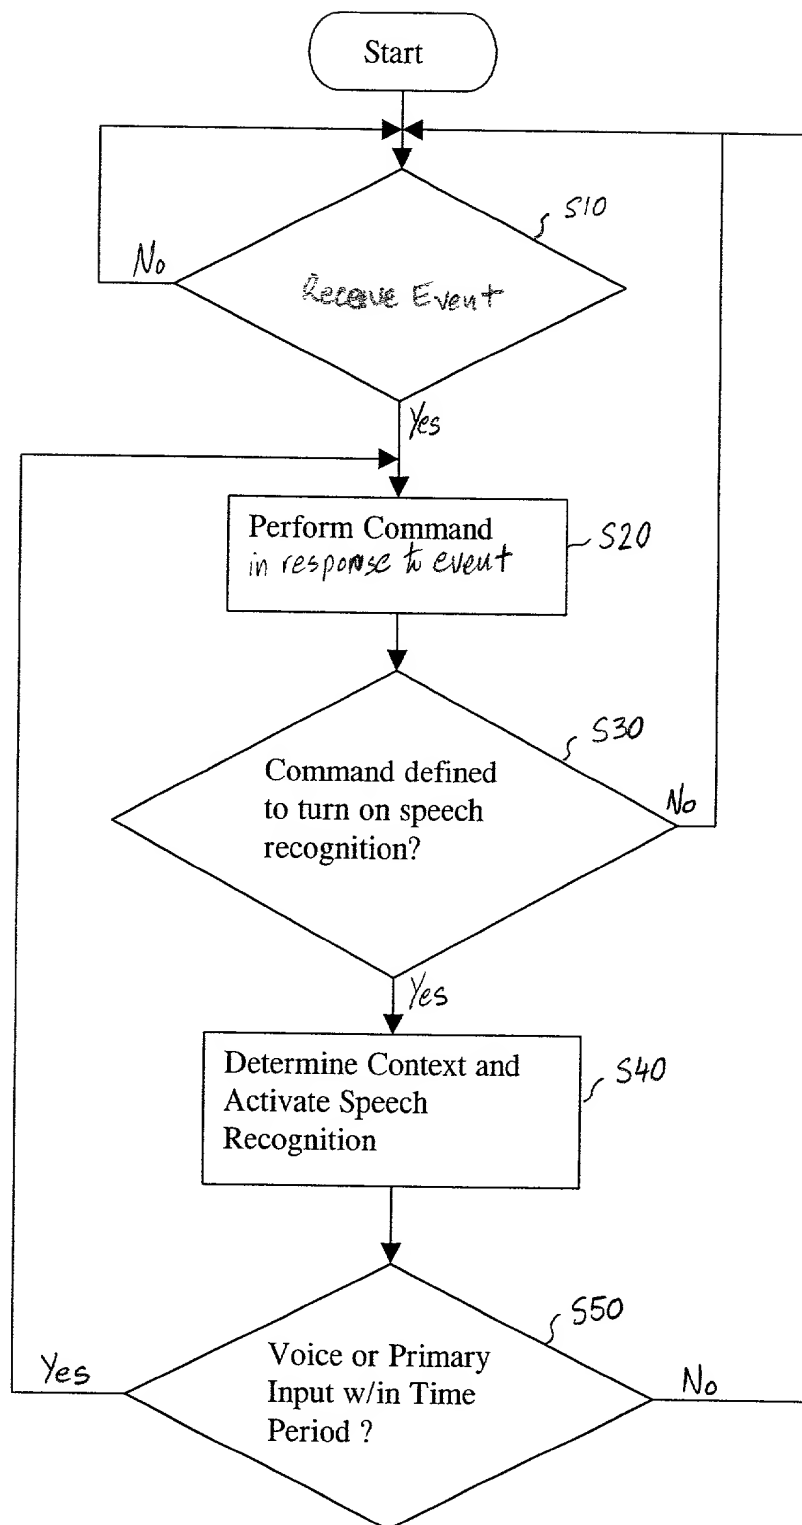 Start
S10
No
Receive Event
Yes
Perform Command
in response to event
S20
S30
Command defined
to turn on speech
recognition?
No
Yes
Determine Context and
Activate Speech
Recognition
S40
S50
Voice or Primary
Input w/in Time
Period ?
Yes
No